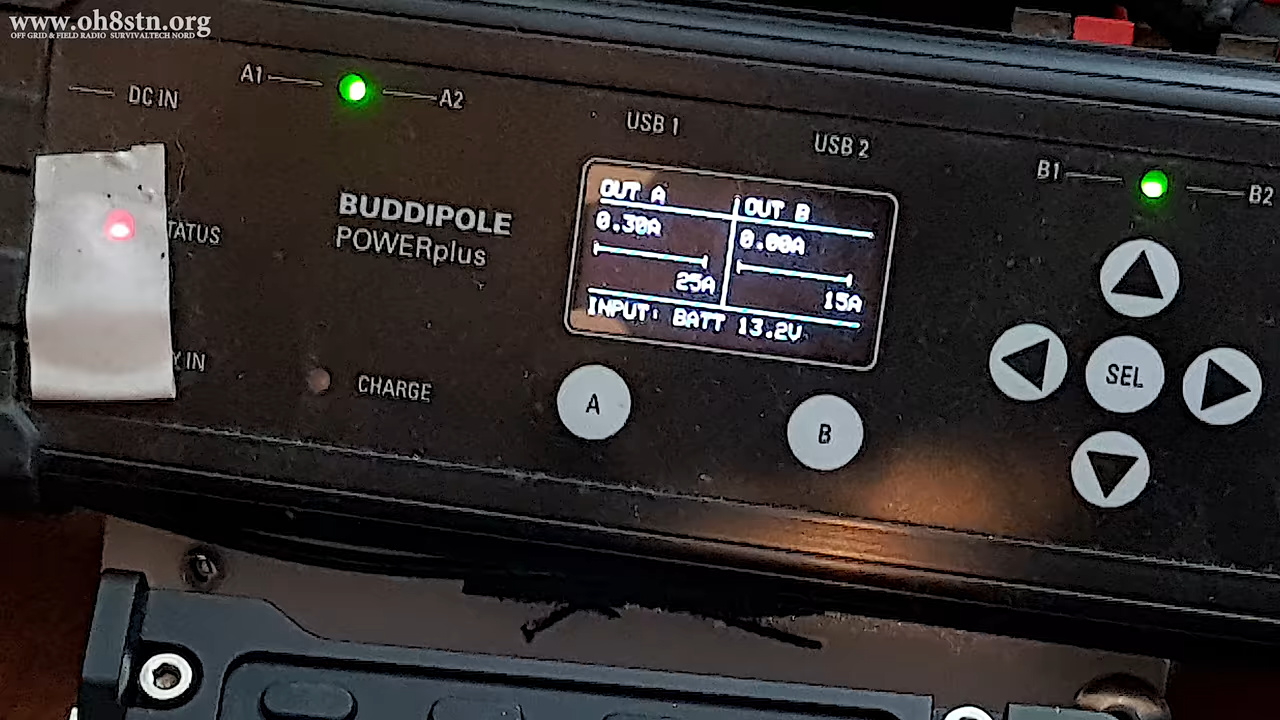 www.oh8stn.org
OFF GRID & FIELD RADIO SURVIVALTECH NORD
DC IN
A1
A2
USB 1
USB 2
B1
B2
TATUS
BUDDIPOLE
POWERplus
OUT A
OUT B
0.30A
0.00A
25A
15A
INPUT: BATT 13.2V
Y IN
CHARGE
A
B
SEL